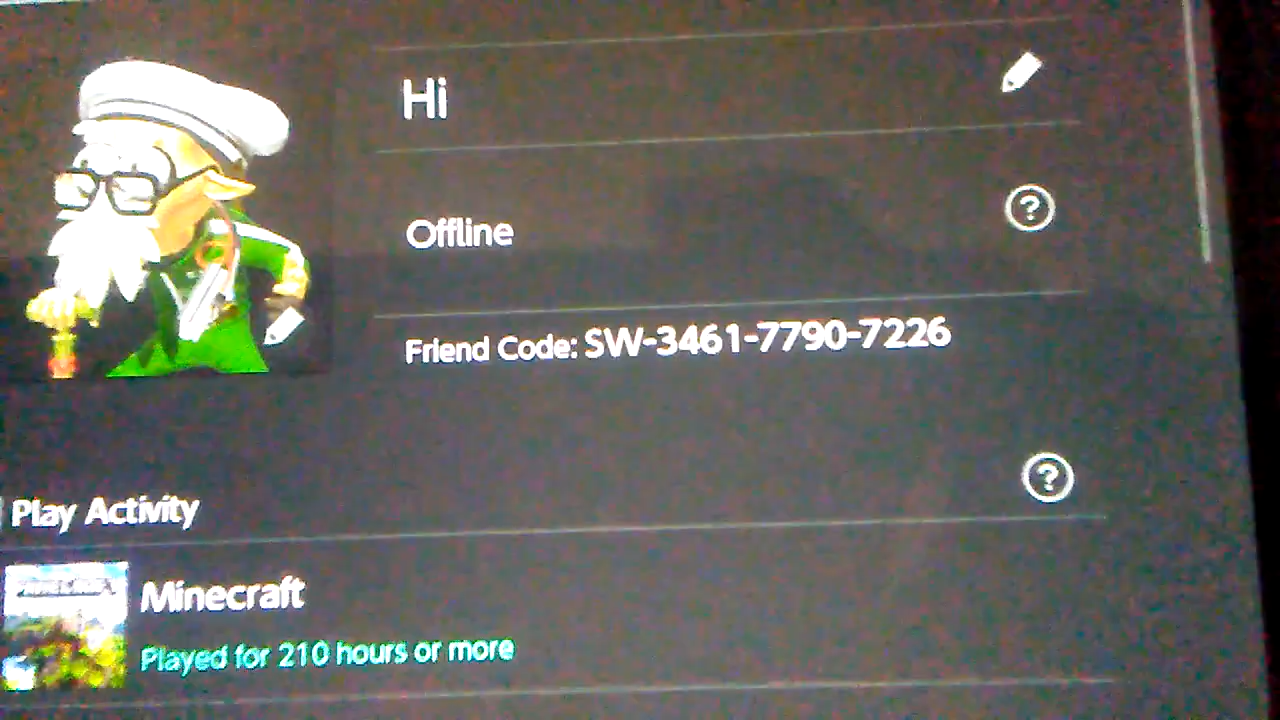 Hi
Offline
Friend Code: SW-3461-7790-7226
Play Activity
Minecraft
Played for 210 hours or more